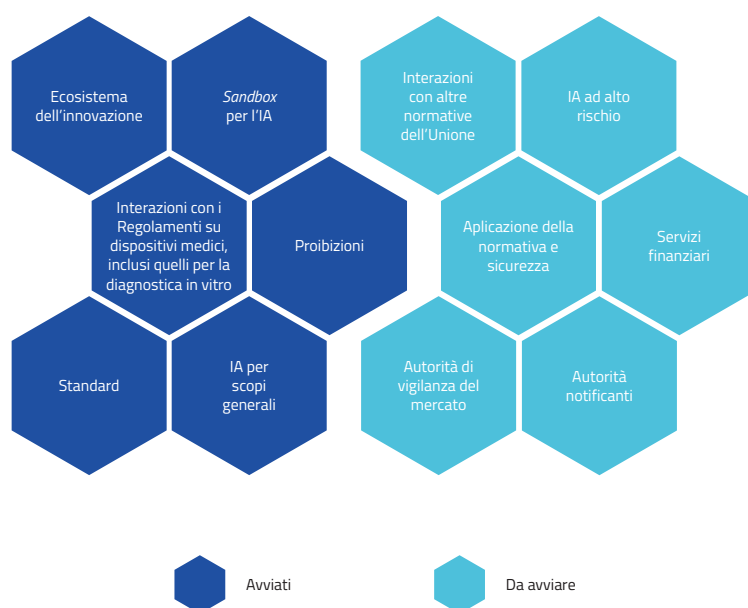 Ecosistema
dell'innovazione
Sandbox
per l'IA
Interazioni
con altre
normative
dell'Unione
IA ad alto
rischio
Interazioni con i
Regolamenti su
dispositivi medici,
inclusi quelli per la
diagnostica in vitro
Proibizioni
Aplicazione della
normativa e
sicurezza
Servizi
finanziari
Standard
IA per
scopi
generali
Autorità di
vigilanza del
mercato
Autorità
notificanti
Avviati
Da avviare